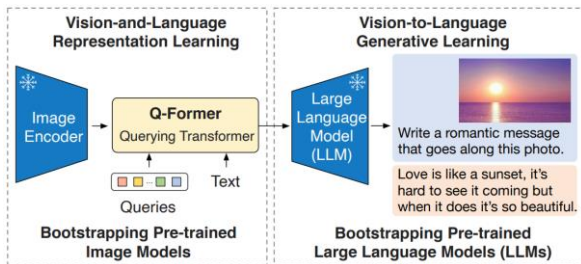 Vision-and-Language
Representation Learning
Image
Encoder
Q-Former
Querying Transformer
...
Queries
Text
Bootstrapping Pre-trained
Image Models
Vision-to-Language
Generative Learning
Large
Language
Model
(LLM)
Write a romantic message
that goes along this photo.
Love is like a sunset, it's
hard to see it coming but
when it does it's so beautiful.
Bootstrapping Pre-trained
Large Language Models (LLMs)